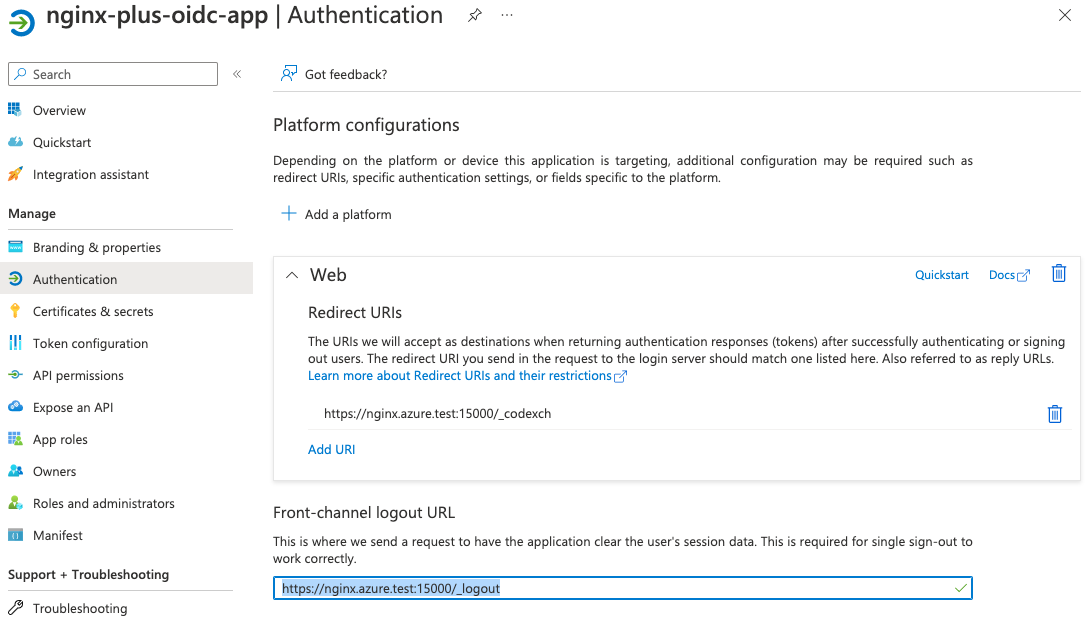 nginx-plus-oidc-app | Authentication
Search
Got feedback?
Overview
Quickstart
Integration assistant
Manage
Branding & properties
Authentication
Certificates & secrets
Token configuration
API permissions
Expose an API
App roles
Owners
Roles and administrators
Manifest
Support + Troubleshooting
Troubleshooting
Platform configurations
Depending on the platform or device this application is targeting, additional configuration may be required such as
redirect URIs, specific authentication settings, or fields specific to the platform.
Add a platform
Web
Quickstart
Docs
Redirect URIs
The URIs we will accept as destinations when returning authentication responses (tokens) after successfully authenticating or signing
out users. The redirect URI you send in the request to the login server should match one listed here. Also referred to as reply URLs.
Learn more about Redirect URIs and their restrictions
https://nginx.azure.test:15000/_codexch
Add URI
Front-channel logout URL
This is where we send a request to have the application clear the user's session data. This is required for single sign-out to
work correctly.
https://nginx.azure.test:15000/_logout